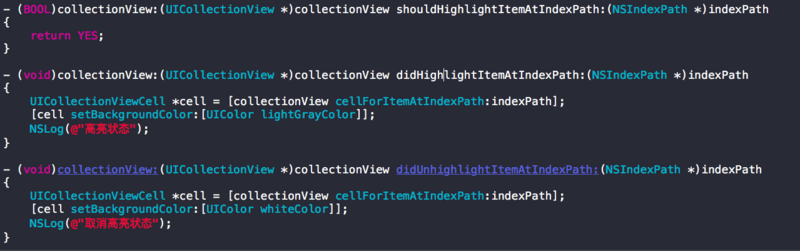 - (BOOL)collectionView:(UICollectionView *)collectionView shouldHighlightItemAtIndexPath:(NSIndexPath *)indexPath
{
    return YES;
}
- (void)collectionView:(UICollectionView *)collectionView didHighlightItemAtIndexPath:(NSIndexPath *)indexPath
{
    UICollectionViewCell *cell = [collectionView cellForItemAtIndexPath:indexPath];
    [cell setBackgroundColor:[UIColor lightGrayColor]];
    NSLog(@"高亮状态");
}
- (void)collectionView:(UICollectionView *)collectionView didUnhighlightItemAtIndexPath:(NSIndexPath *)indexPath
{
    UICollectionViewCell *cell = [collectionView cellForItemAtIndexPath:indexPath];
    [cell setBackgroundColor:[UIColor whiteColor]];
    NSLog(@"取消高亮状态");
}